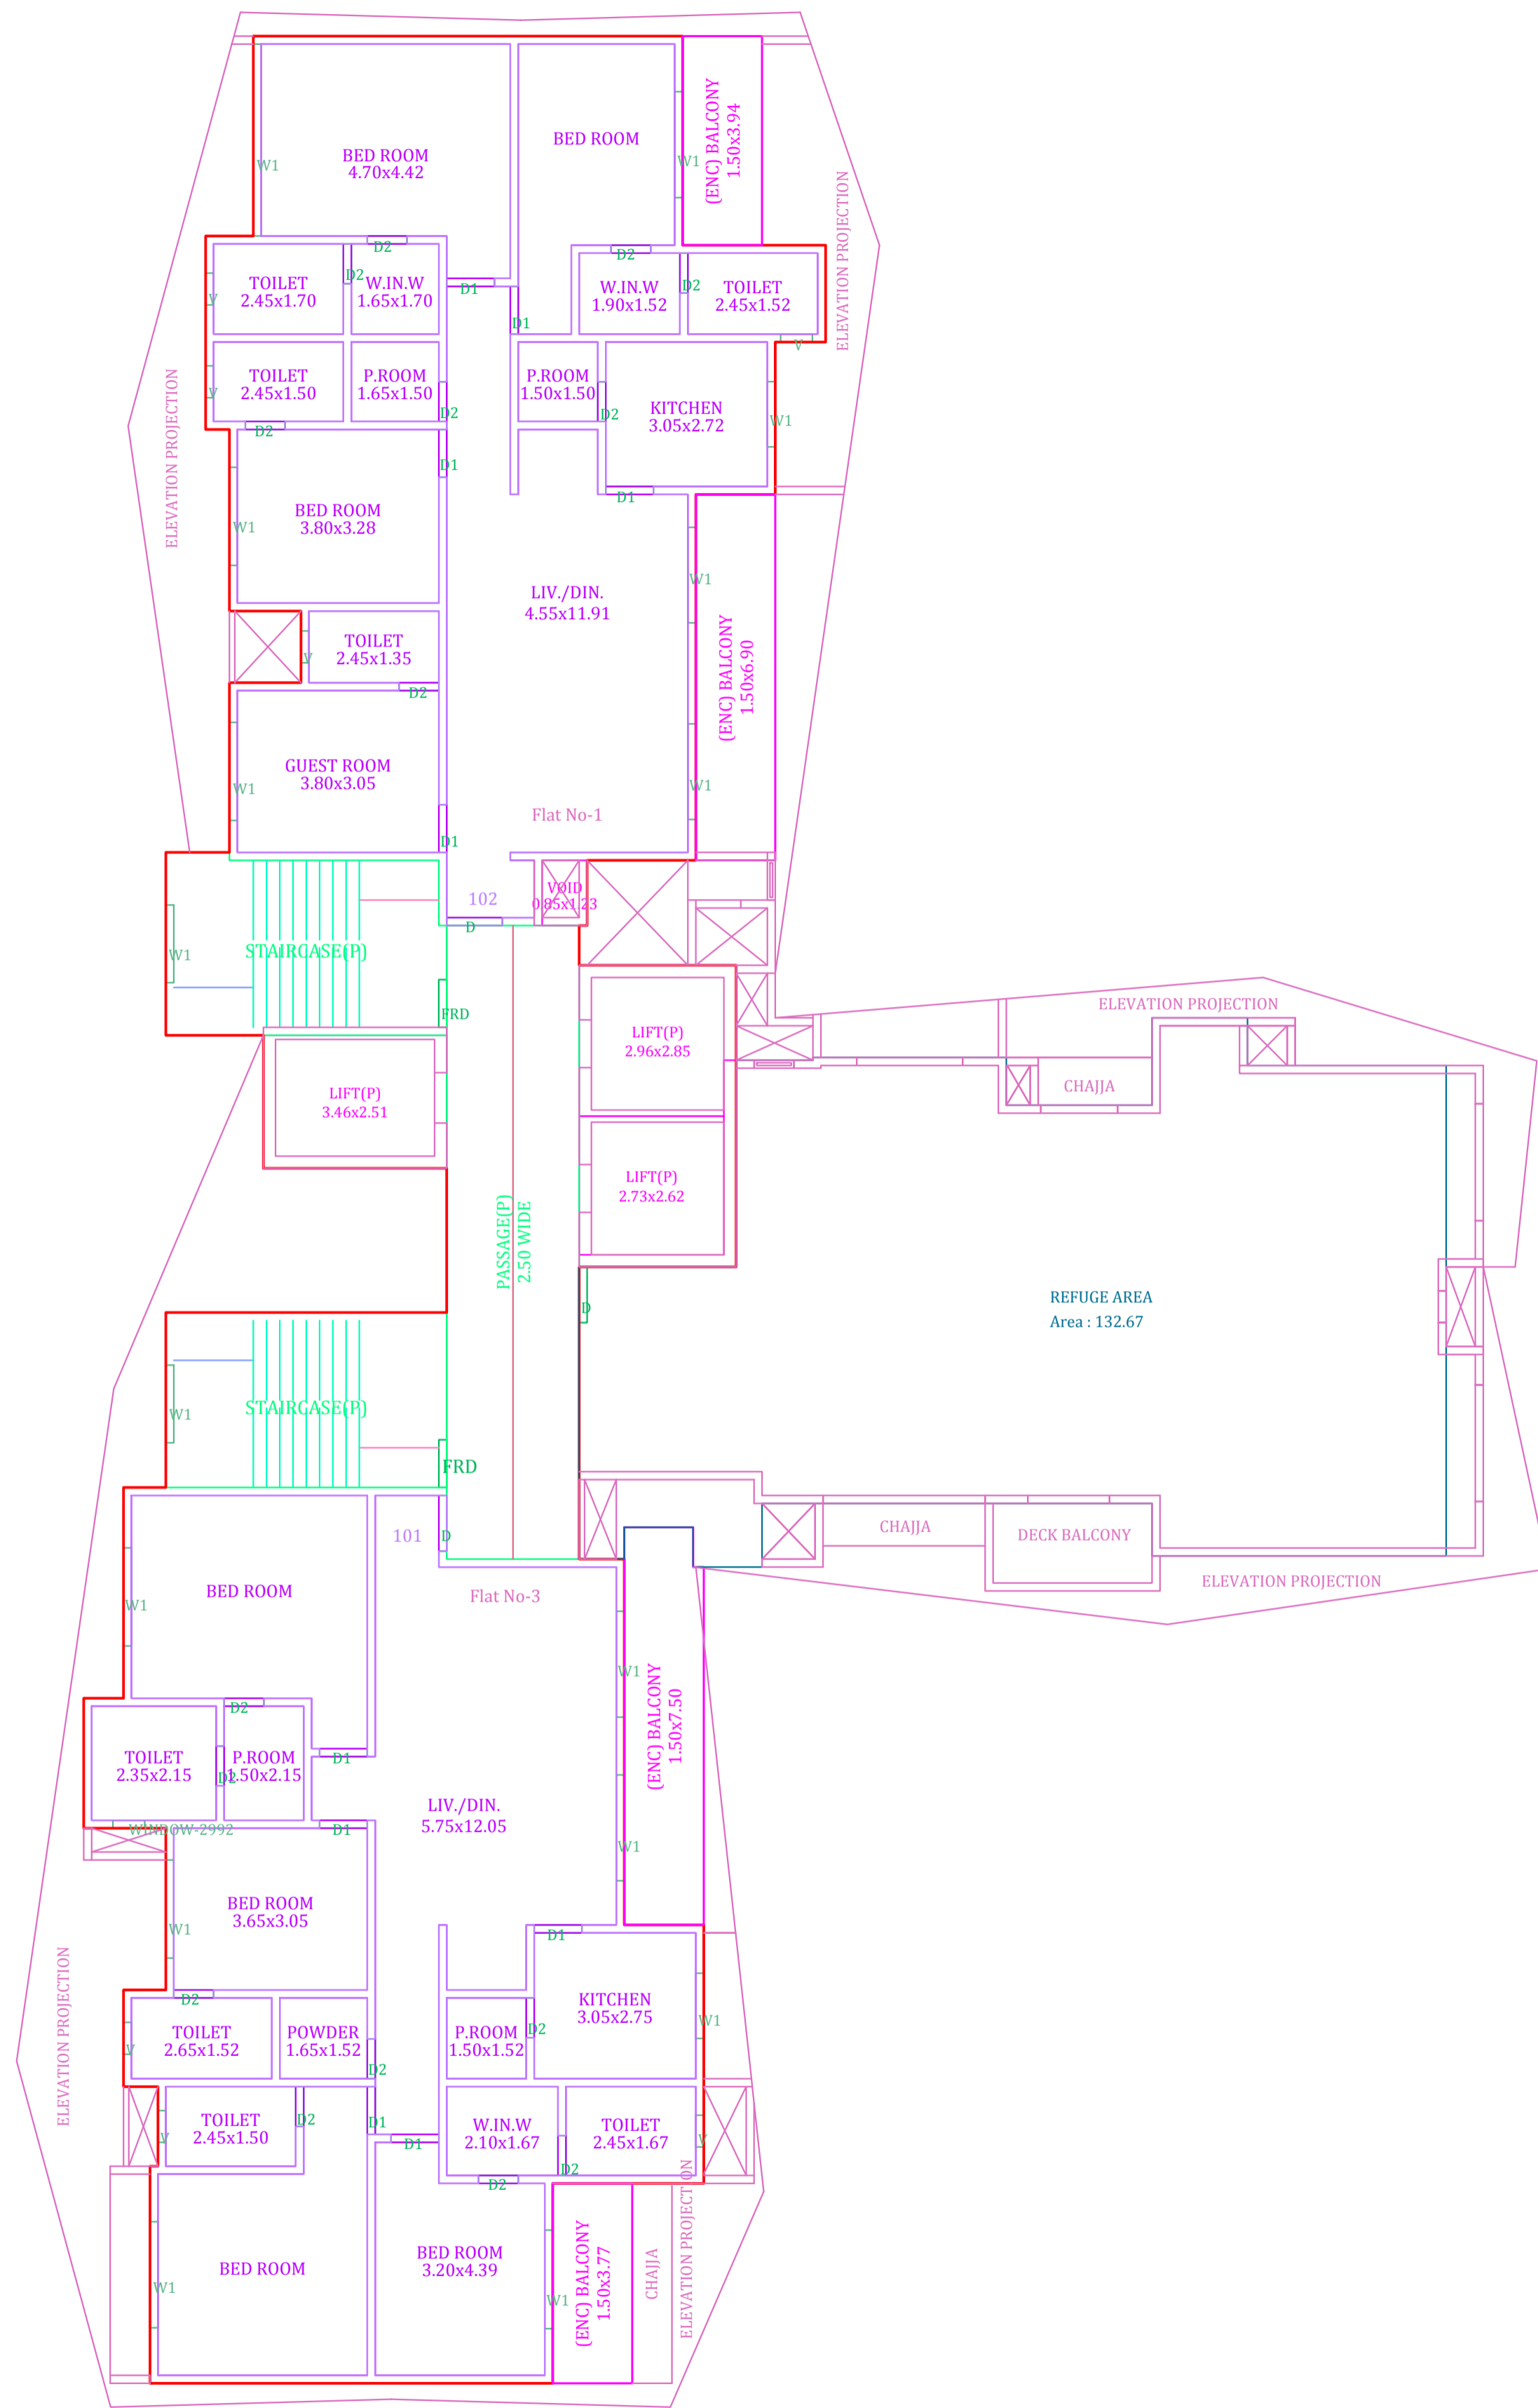 BED ROOM
4.70x4.42
W1
BED ROOM
W1
(ENC) BALCONY
1.50x3.94
ELEVATION PROJECTION
D2
TOILET
2.45x1.70
V
D2
W.IN.W
1.65x1.70
D1
D1
D2
W.IN.W
1.90x1.52
D2
TOILET
2.45x1.52
V
TOILET
2.45x1.50
V
P.ROOM
1.65x1.50
D2
P.ROOM
1.50x1.50
D2
KITCHEN
3.05x2.72
W1
D2
D1
D1
ELEVATION PROJECTION
BED ROOM
3.80x3.28
W1
LIV./DIN.
4.55x11.91
W1
TOILET
2.45x1.35
V
D2
(ENC) BALCONY
1.50x6.90
GUEST ROOM
3.80x3.05
W1
W1
Flat No-1
D1
102
VOID
0.85x1.23
D
STAIRCASE(P)
W1
FRD
LIFT(P)
2.96x2.85
LIFT(P)
3.46x2.51
ELEVATION PROJECTION
CHAJJA
LIFT(P)
2.73x2.62
PASSAGE(P)
2.50 WIDE
D
REFUGE AREA
Area : 132.67
STAIRCASE(P)
W1
FRD
101
D
CHAJJA
DECK BALCONY
ELEVATION PROJECTION
Flat No-3
BED ROOM
W1
W1
(ENC) BALCONY
1.50x7.50
D2
TOILET
2.35x2.15
D2
P.ROOM
1.50x2.15
D1
LIV./DIN.
5.75x12.05
D1
WINDOW-2992
W1
BED ROOM
3.65x3.05
W1
D1
D2
KITCHEN
3.05x2.75
W1
ELEVATION PROJECTION
TOILET
2.65x1.52
V
POWDER
1.65x1.52
D2
P.ROOM
1.50x1.52
D2
TOILET
2.45x1.50
V
D2
D1
D1
W.IN.W
2.10x1.67
D2
TOILET
2.45x1.67
V
D2
BED ROOM
W1
BED ROOM
3.20x4.39
W1
(ENC) BALCONY
1.50x3.77
CHAJJA
ELEVATION PROJECTION